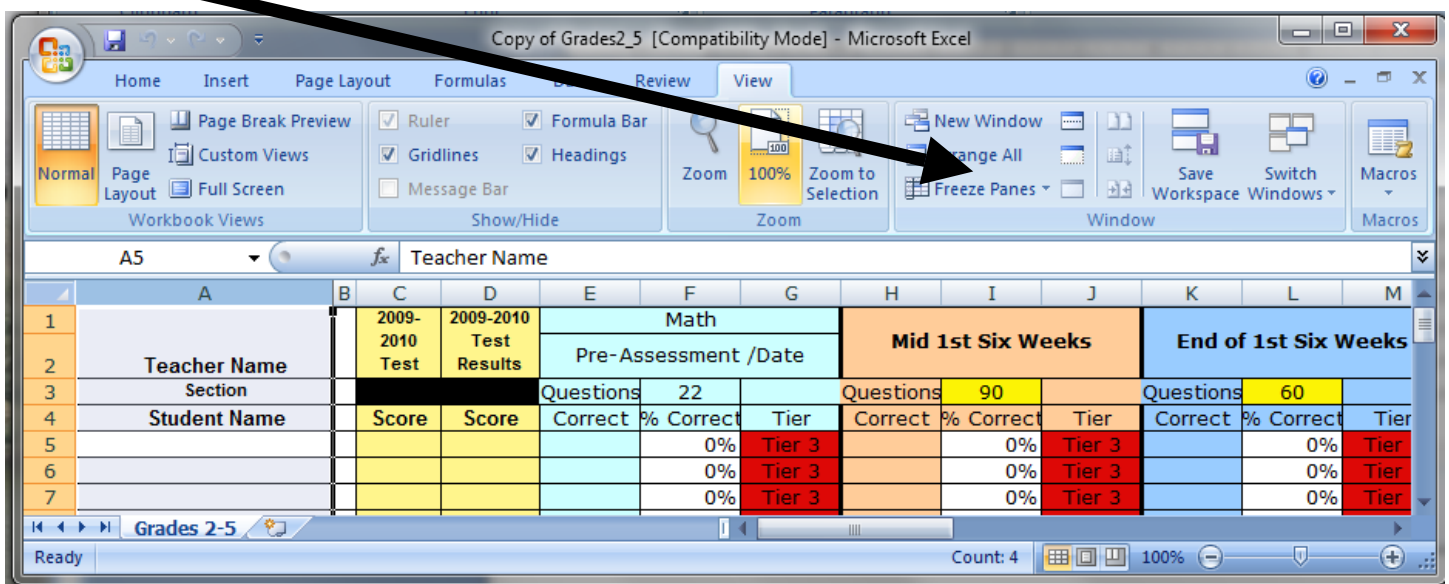 Copy of Grades2_5 [Compatibility Mode] - Microsoft Excel
Home Insert Page Layout Formulas Review View
Page Break Preview Ruler Formula Bar New Window
Custom Views Gridlines Headings All
Normal Page Layout Full Screen Message Bar Zoom 100% Zoom to Selection Freeze Panes Save Workspace Switch Windows Macros
Workbook Views Show/Hide Zoom Window Macros
A5 fx Teacher Name
A B C D E F G H I J K L M
1 2009-2010 Test 2009-2010 Test Results Math Mid 1st Six Weeks End of 1st Six Weeks
2 Teacher Name Pre-Assessment /Date
3 Section Questions 22 Questions 90 Questions 60
4 Student Name Score Score Correct % Correct Tier Correct % Correct Tier Correct % Correct Tier
5 0% Tier 3 0% Tier 3 0% Tier
6 0% Tier 3 0% Tier 3 0% Tier
7 0% Tier 3 0% Tier 3 0% Tier
Grades 2-5
Ready Count: 4 100%